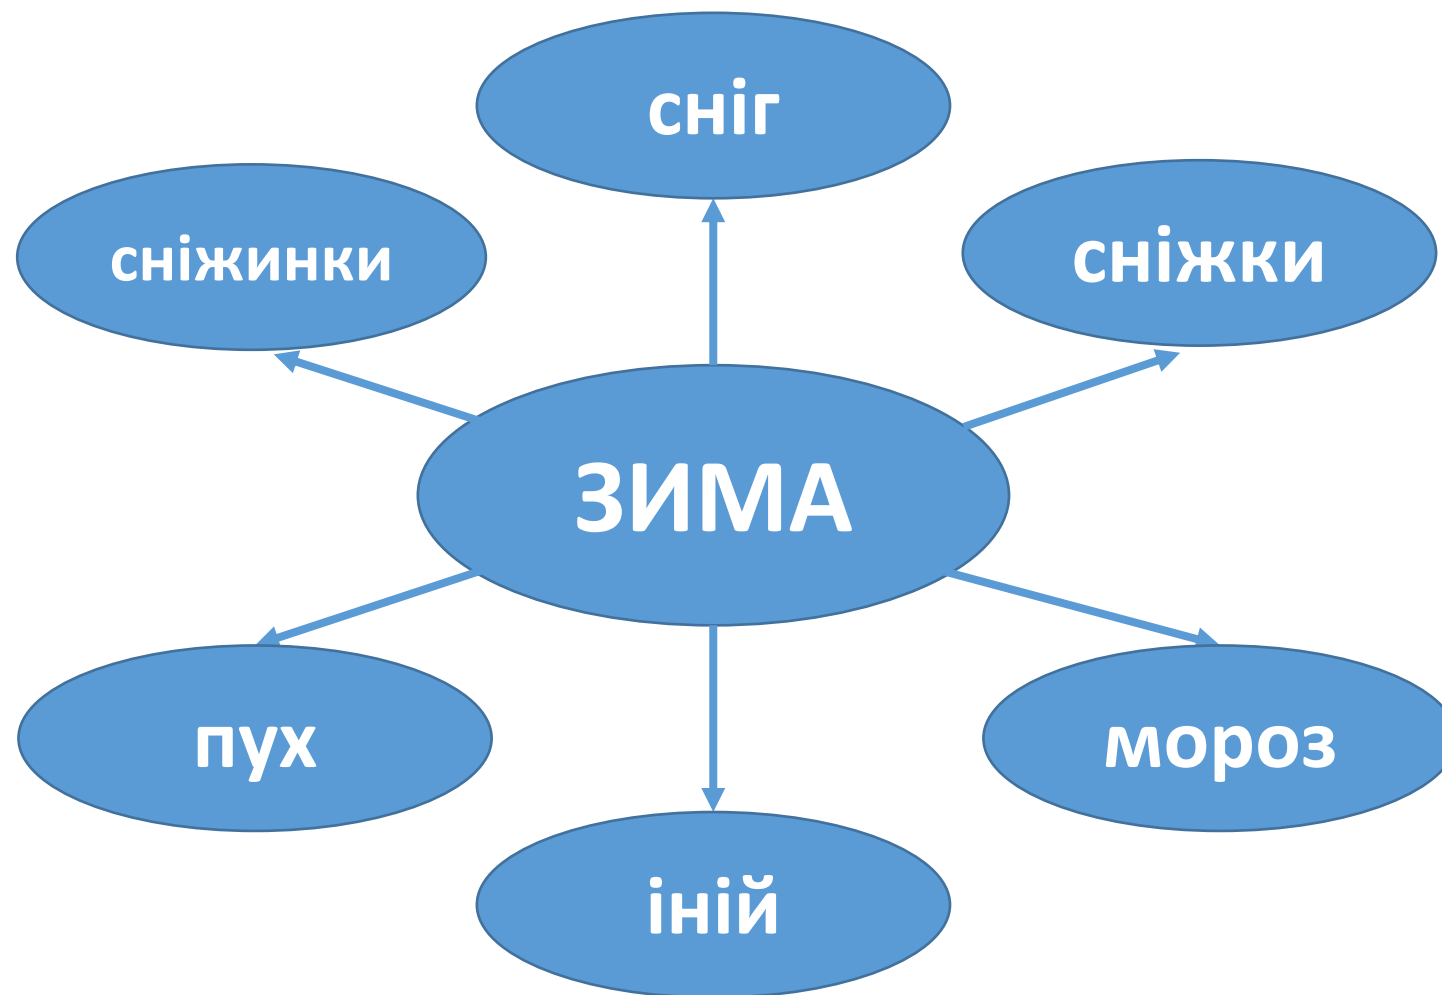 сніг
сніжинки
сніжки
ЗИМА
пух
мороз
іній